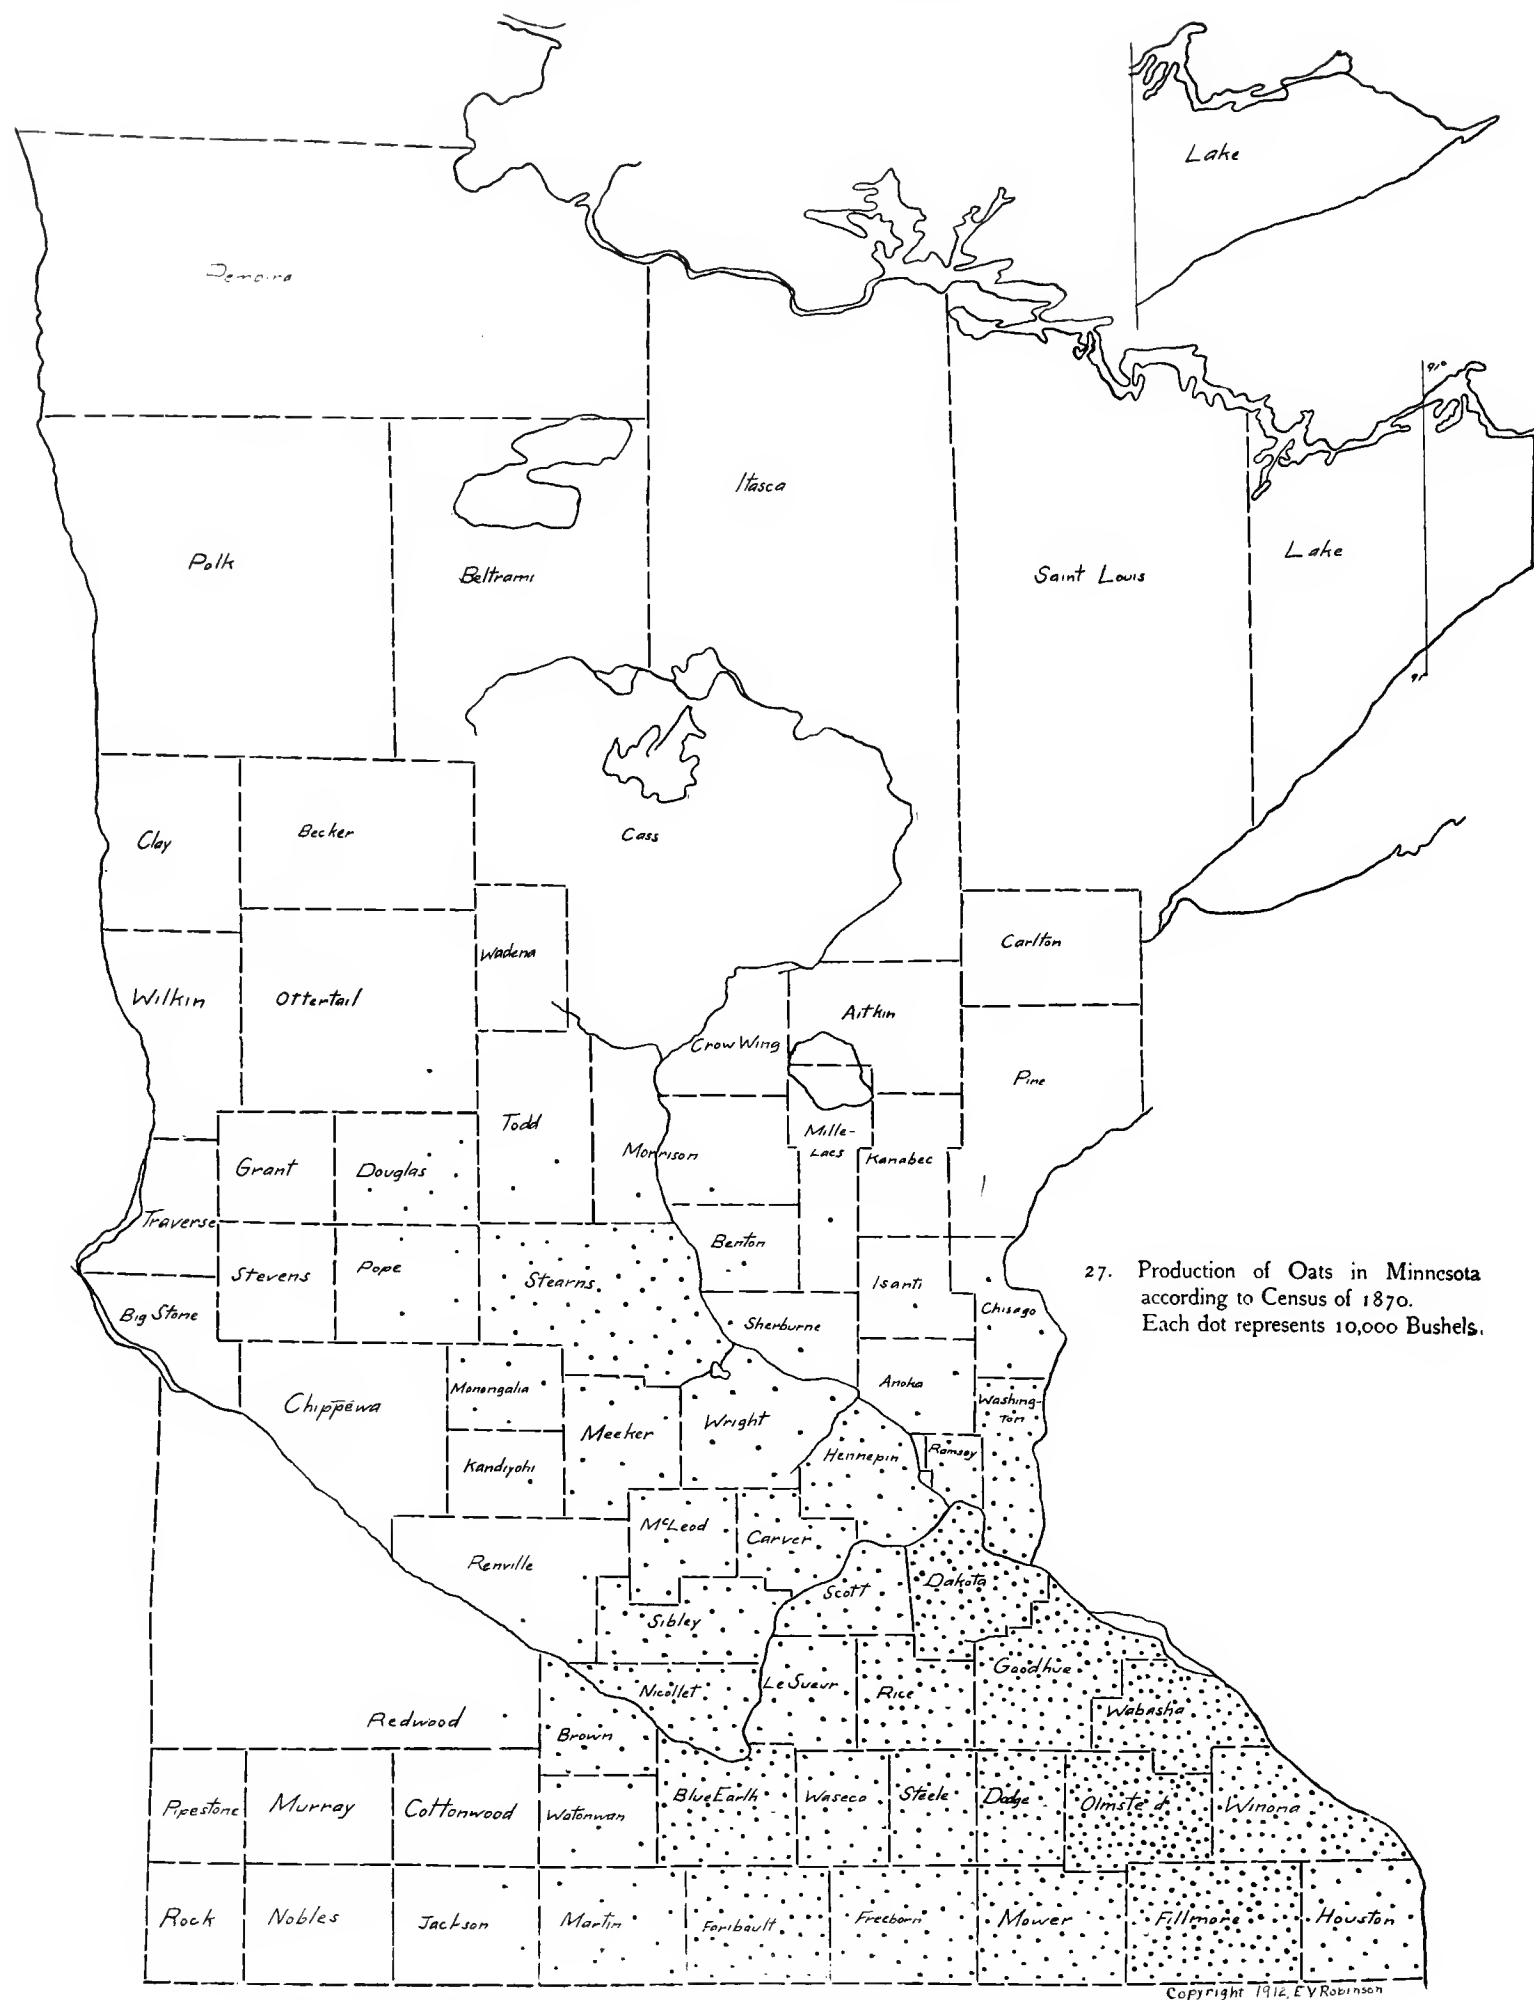 Lake
Pembina
91°
Itasca
Polk
Beltrami
Saint Louis
Lake
91°
Clay
Becker
Cass
Wadena
Carlton
Wilkin
Ottertail
Aitkin
Crow Wing
Pine
Todd
Mille-
Lacs
Morrison
Kanabec
Grant
Douglas
Traverse
Benton
Stevens
Pope
Stearns
Isanti
Big Stone
Sherburne
Chisago
27. Production of Oats in Minnesota
according to Census of 1870.
Each dot represents 10,000 Bushels.
Monongalia
Anoka
Chippewa
Washing-
ton
Wright
Meeker
Hennepin
Ramsey
Kandiyohi
McLeod
Carver
Renville
Dakota
Scott
Sibley
Goodhue
Nicollet
Le Sueur
Rice
Wabasha
Redwood
Brown
Pipestone
Murray
Cottonwood
Watonwan
Blue Earth
Waseca
Steele
Dodge
Olmsted
Winona
Rock
Nobles
Jackson
Martin
Faribault
Freeborn
Mower
Fillmore
Houston
Copyright 1912, E V Robinson